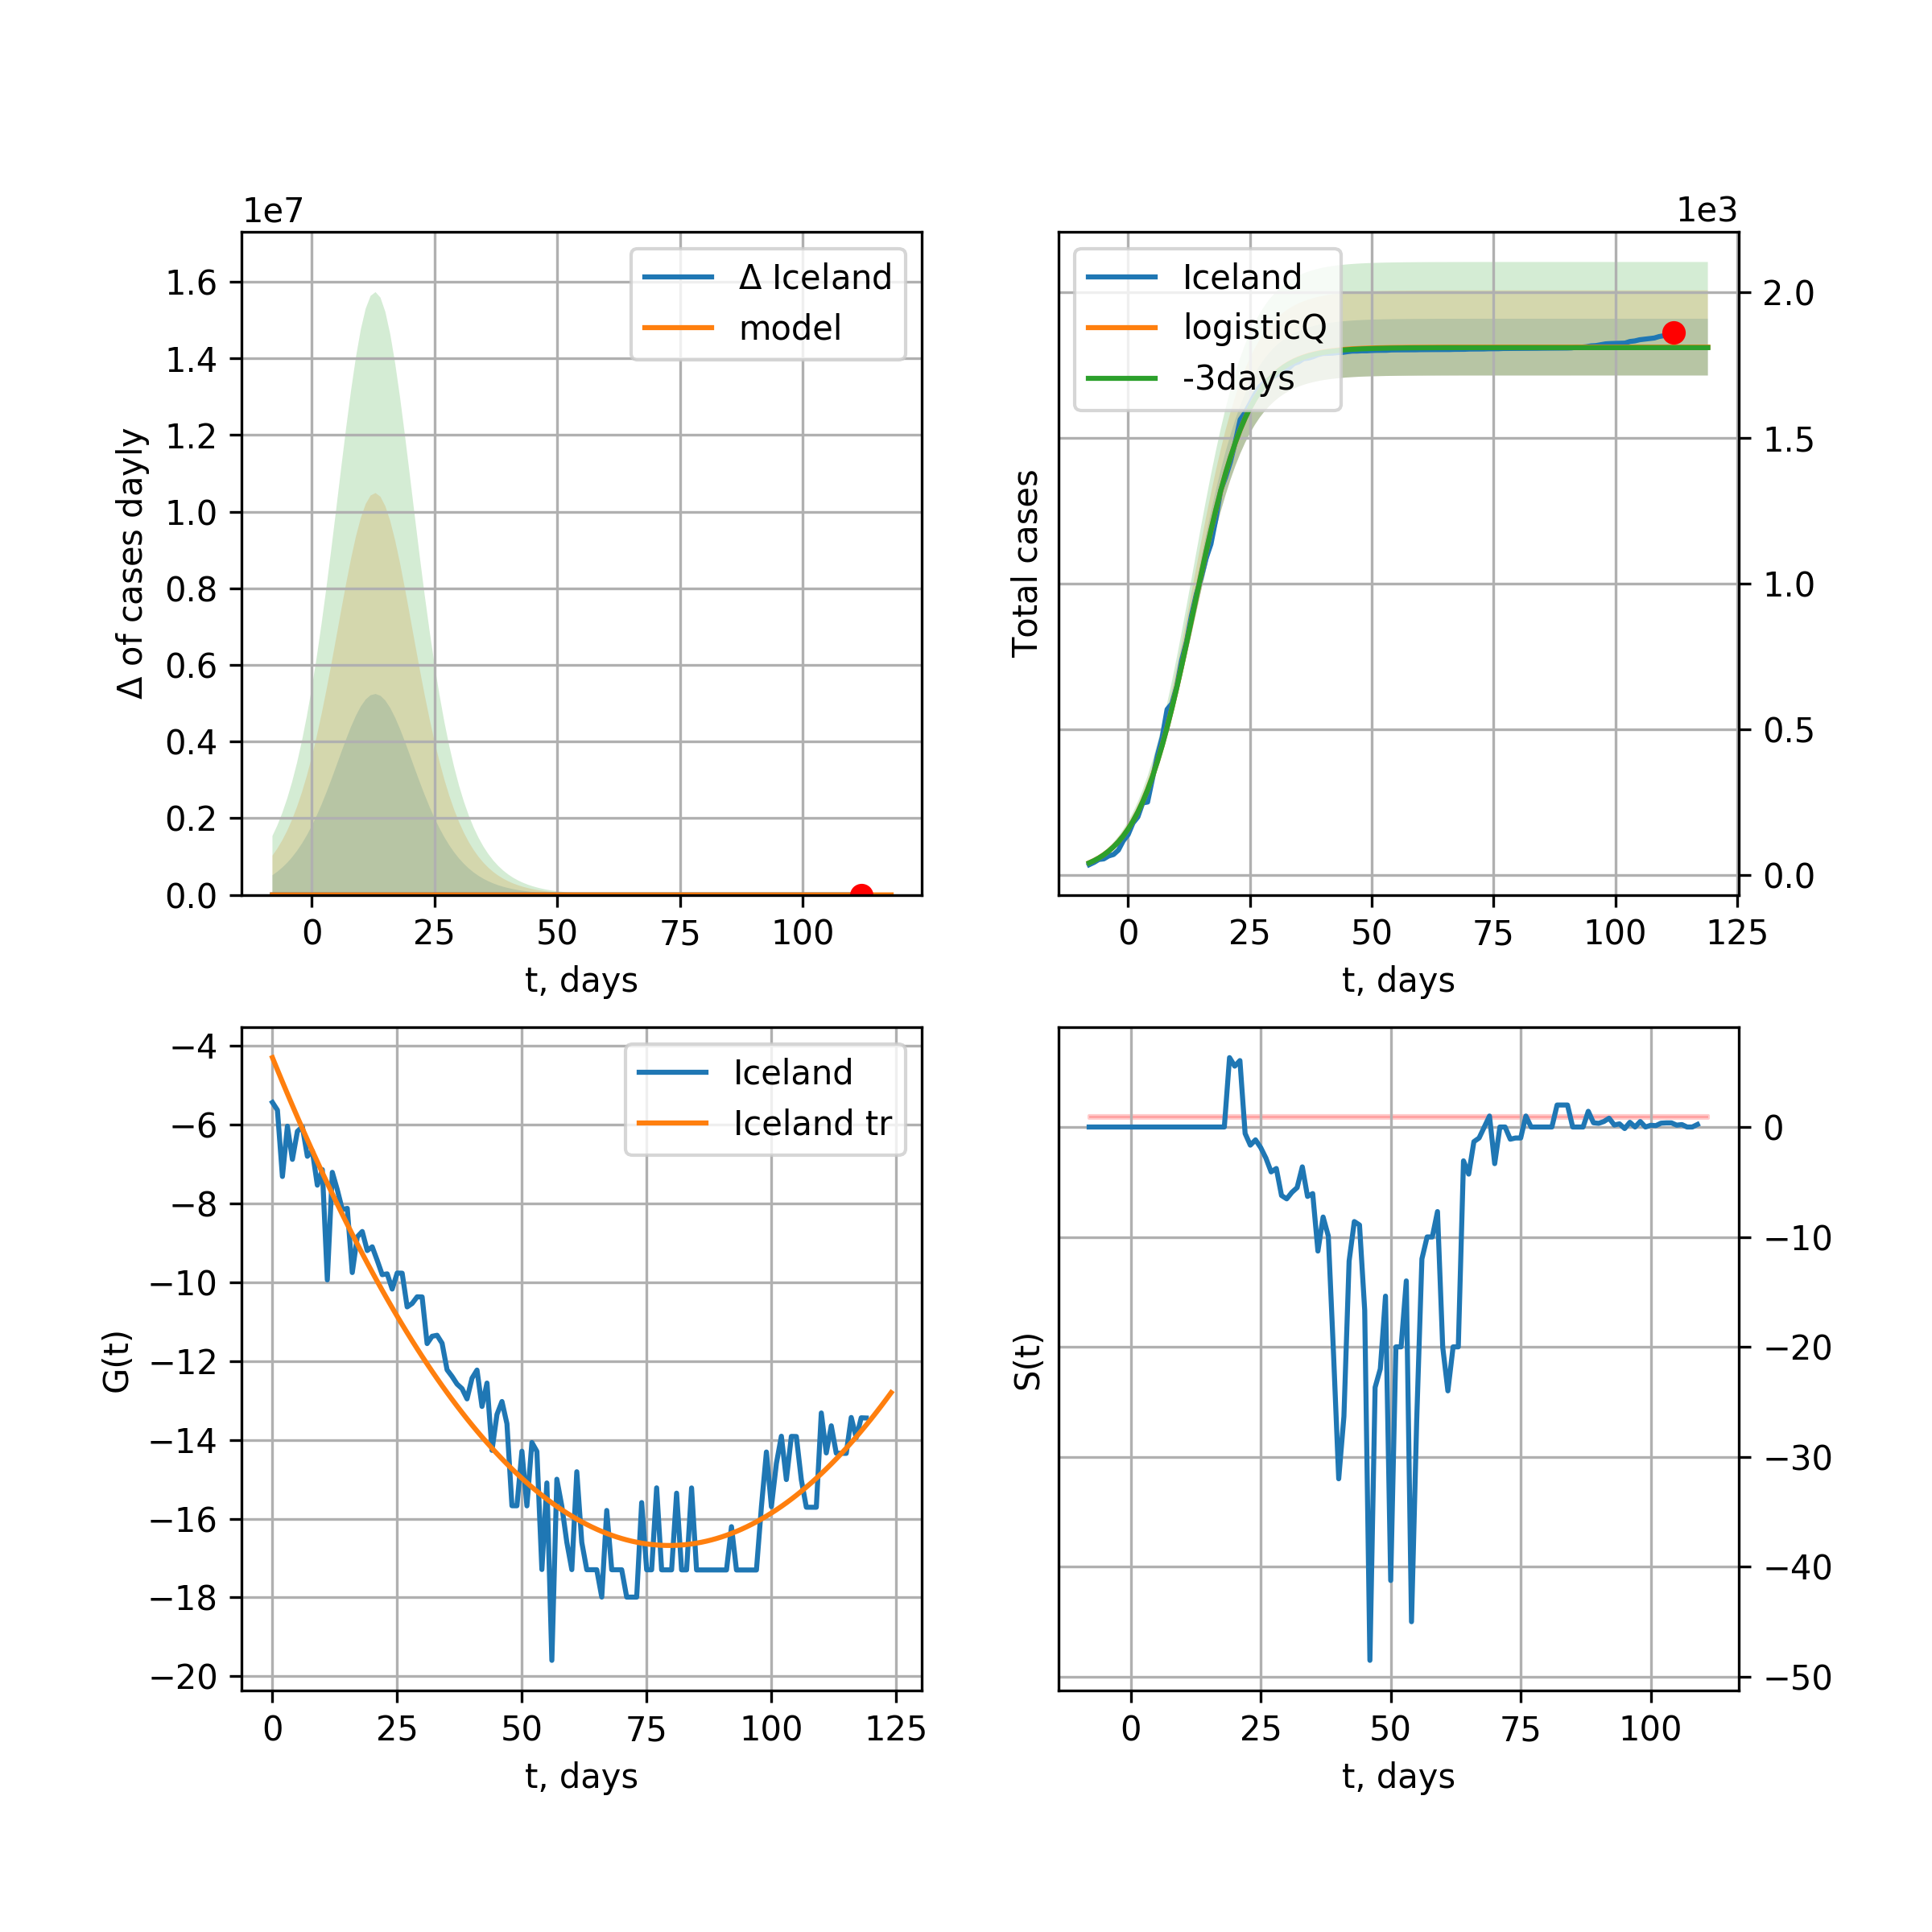 1e7
Δ of cases dayly
1.6
1.4
1.2
1.0
0.8
0.6
0.4
0.2
0.0
Δ Iceland
model
0 25 50 75 100
t, days
1e3
Total cases
Iceland
logisticQ
-3days
2.0
1.5
1.0
0.5
0.0
0 25 50 75 100 125
t, days
G(t)
−4
−6
−8
−10
−12
−14
−16
−18
−20
Iceland
Iceland tr
0 25 50 75 100 125
t, days
S(t)
0
−10
−20
−30
−40
−50
0 25 50 75 100
t, days